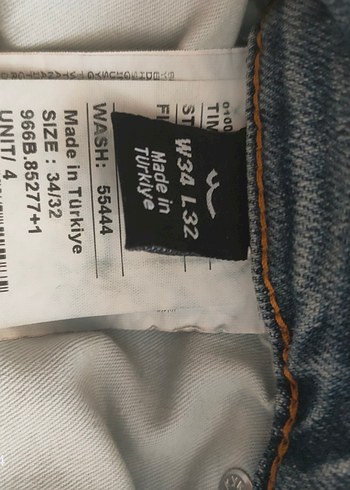 W34 L32
Made in
Türkiye
WASH: 55444
Made in Türkiye
SIZE : 34/32
966B.85277+1
UNIT/ 4